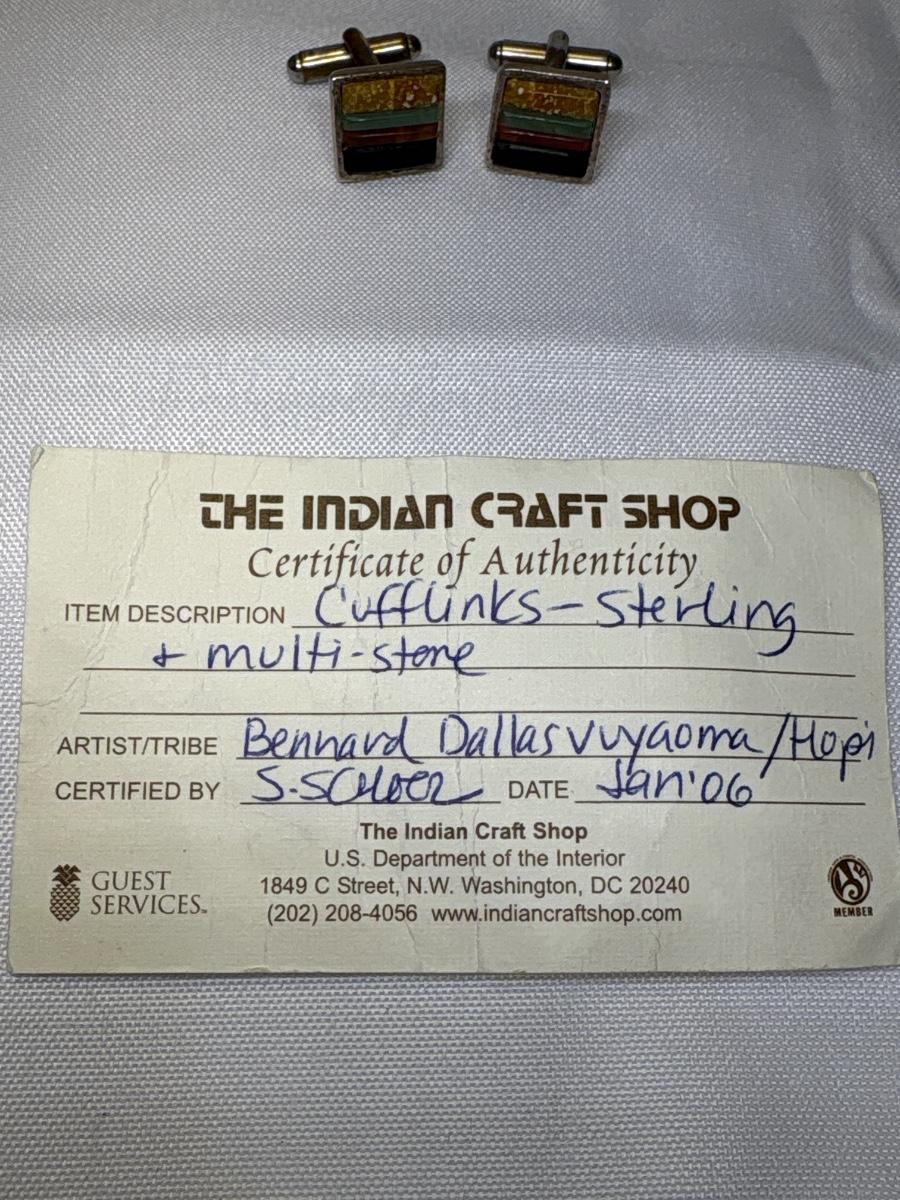 THE INDIAN CRAFT SHOP
Certificate of Authenticity
ITEM DESCRIPTION Cufflinks - Sterling
+ multi-stone
ARTIST/TRIBE Bennard Dallasvuyaoma/Hopi
CERTIFIED BY DATE Jan '06
The Indian Craft Shop
U.S. Department of the Interior
GUEST SERVICES℠ 1849 C Street, N.W. Washington, DC 20240
(202) 208-4056 www.indiancraftshop.com
MEMBER